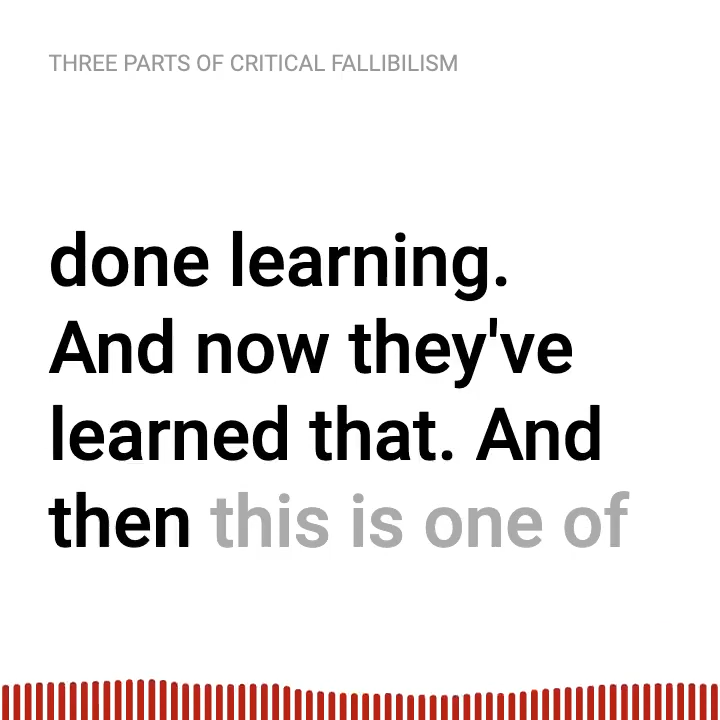 THREE PARTS OF CRITICAL FALLIBILISM
done learning.
And now they've
learned that. And
then this is one of